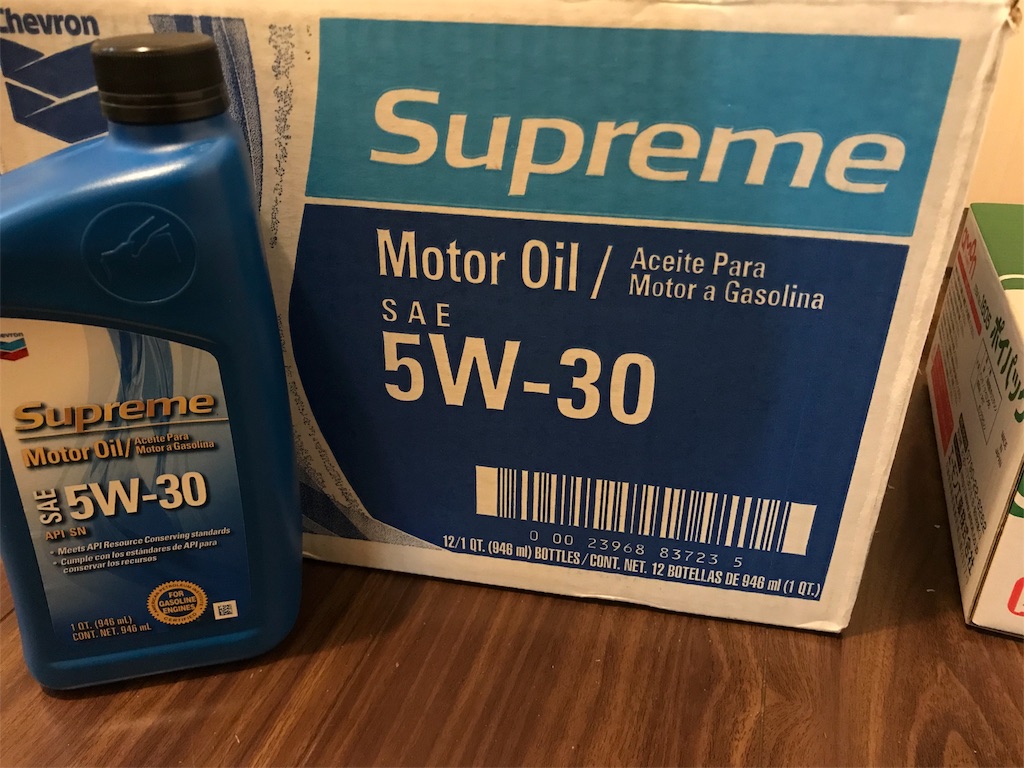 Chevron
Supreme
Motor Oil / Aceite Para
Motor a Gasolina
SAE
5W-30
0 00 23968 83723 5
12/1 QT. (946 ml) BOTTLES / CONT. NET. 12 BOTELLAS DE 946 ml (1 QT.)
Supreme
Motor Oil/ Aceite Para
Motor a Gasolina
SAE 5W-30
API SN
• Meets API Resource Conserving standards
• Cumple con los estándares de API para
conservar los recursos
FOR
GASOLINE
ENGINES
1 QT. (946 mL)
CONT. NET. 946 mL